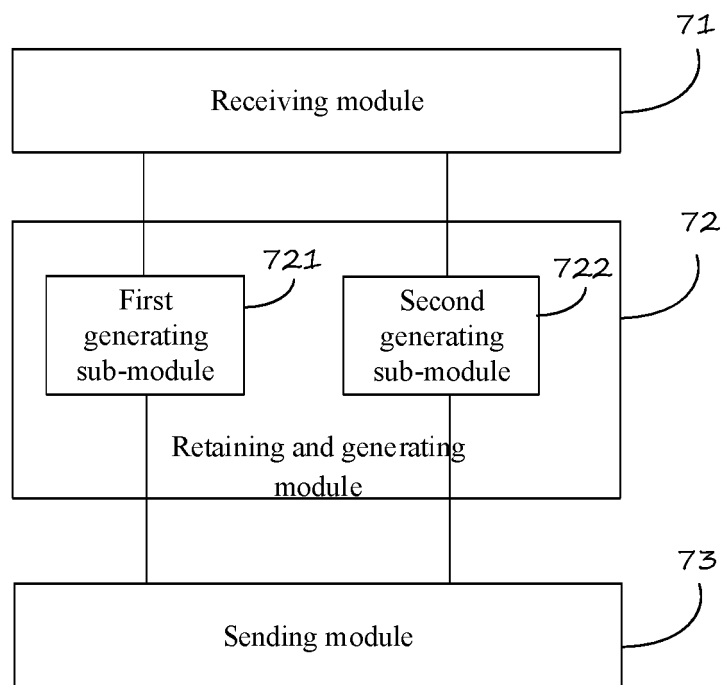 71
Receiving module
72
721
722
First
generating
sub-module
Second
generating
sub-module
Retaining and generating
module
73
Sending module